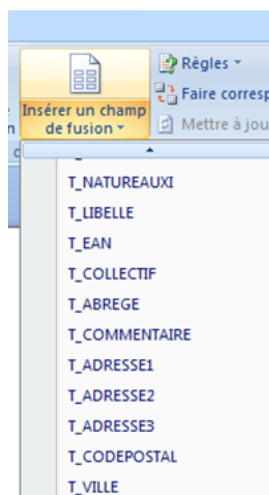 Règles
Insérer un champ
de fusion
Faire corresp
Mettre à jou
T_NATUREAUXI
T_LIBELLE
T_EAN
T_COLLECTIF
T_ABREGE
T_COMMENTAIRE
T_ADRESSE1
T_ADRESSE2
T_ADRESSE3
T_CODEPOSTAL
T_VILLE